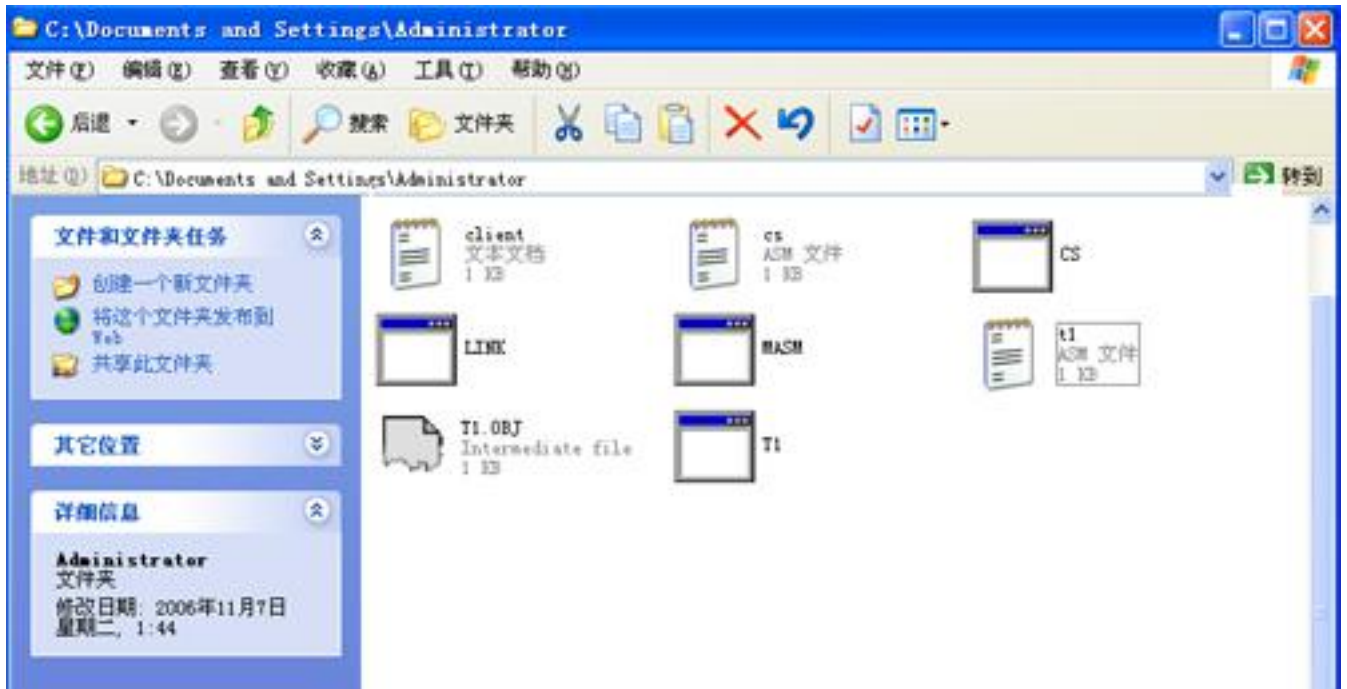 C:\Documents and Settings\Administrator
文件(F) 编辑(E) 查看(V) 收藏(A) 工具(T) 帮助(H)
后退 搜索 文件夹
地址(D) C:\Documents and Settings\Administrator 转到
文件和文件夹任务
创建一个新文件夹
将这个文件夹发布到
Web
共享此文件夹
其它位置
详细信息
Administrator
文件夹
修改日期: 2006年11月7日
星期二, 1:44
client
文本文档
1 KB
cs
ASM 文件
1 KB
CS
LINK
MASM
t1
ASM 文件
1 KB
T1.OBJ
Intermediate file
1 KB
T1